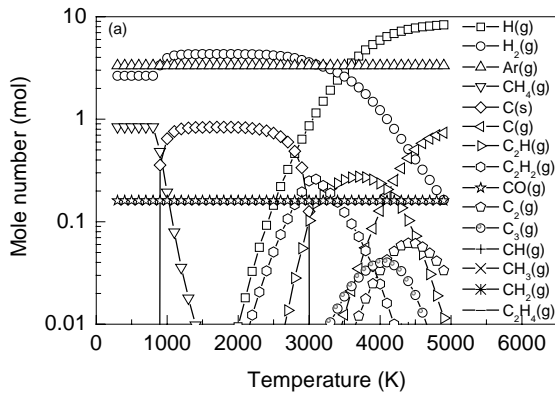 (a)
Mole number (mol)
10
1
0.1
0.01
0 1000 2000 3000 4000 5000 6000
Temperature (K)
H(g)
H₂(g)
Ar(g)
CH₄(g)
C(s)
C(g)
C₂H(g)
C₂H₂(g)
CO(g)
C₂(g)
C₃(g)
CH(g)
CH₃(g)
CH₂(g)
C₂H₄(g)